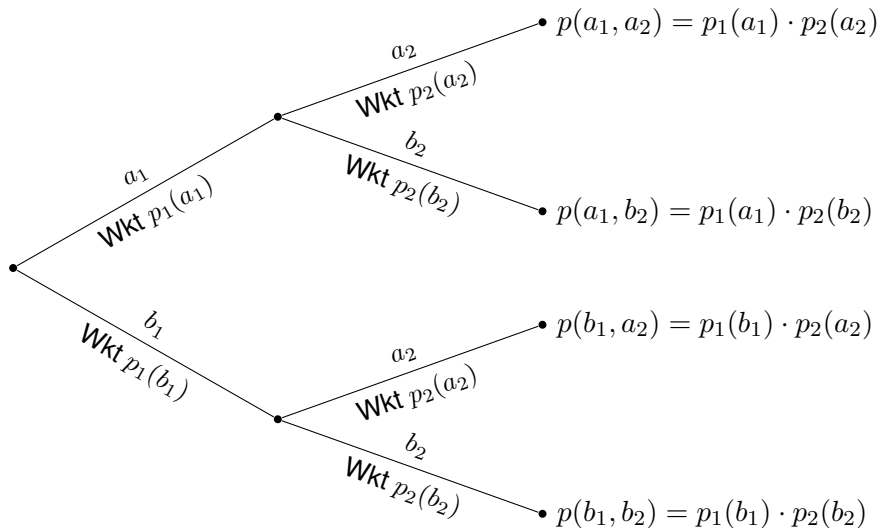 a₂
Wkt p₂(a₂)
p(a₁, a₂) = p₁(a₁) · p₂(a₂)
a₁
Wkt p₁(a₁)
b₂
Wkt p₂(b₂)
p(a₁, b₂) = p₁(a₁) · p₂(b₂)
b₁
Wkt p₁(b₁)
a₂
Wkt p₂(a₂)
p(b₁, a₂) = p₁(b₁) · p₂(a₂)
b₂
Wkt p₂(b₂)
p(b₁, b₂) = p₁(b₁) · p₂(b₂)